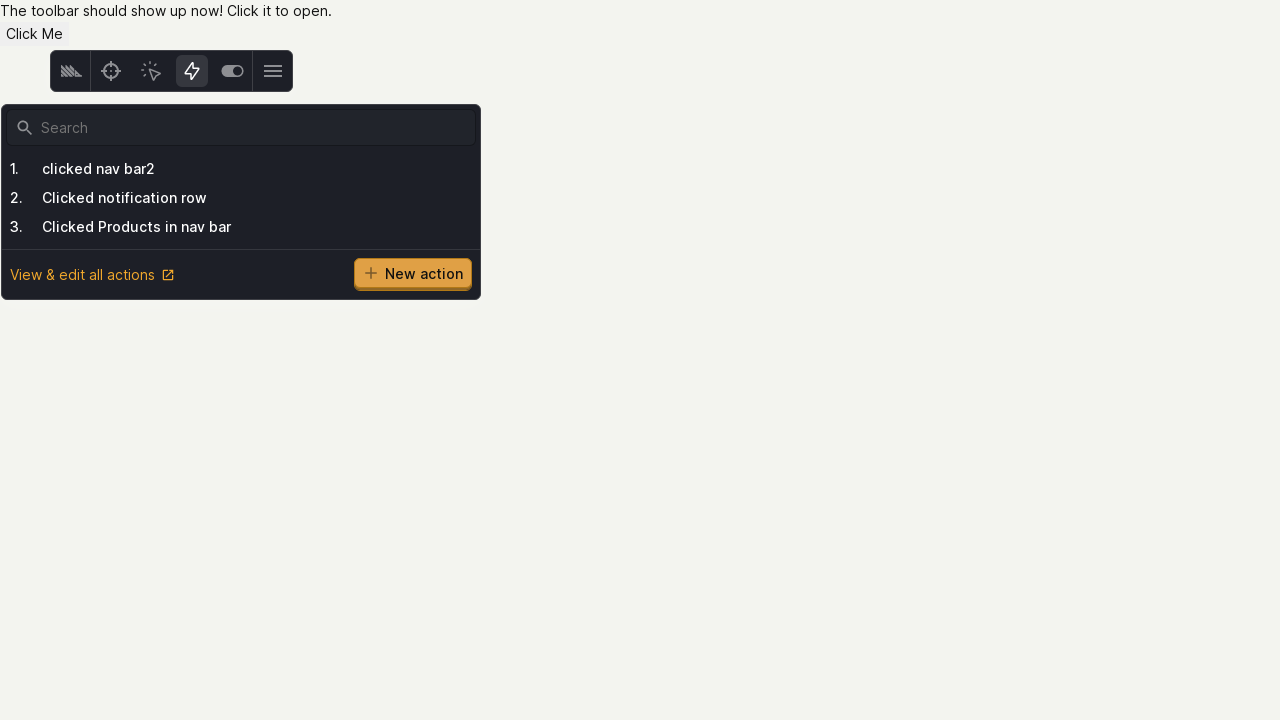 The toolbar should show up now! Click it to open.
Click Me
Search
1. clicked nav bar2
2. Clicked notification row
3. Clicked Products in nav bar
View & edit all actions
New action